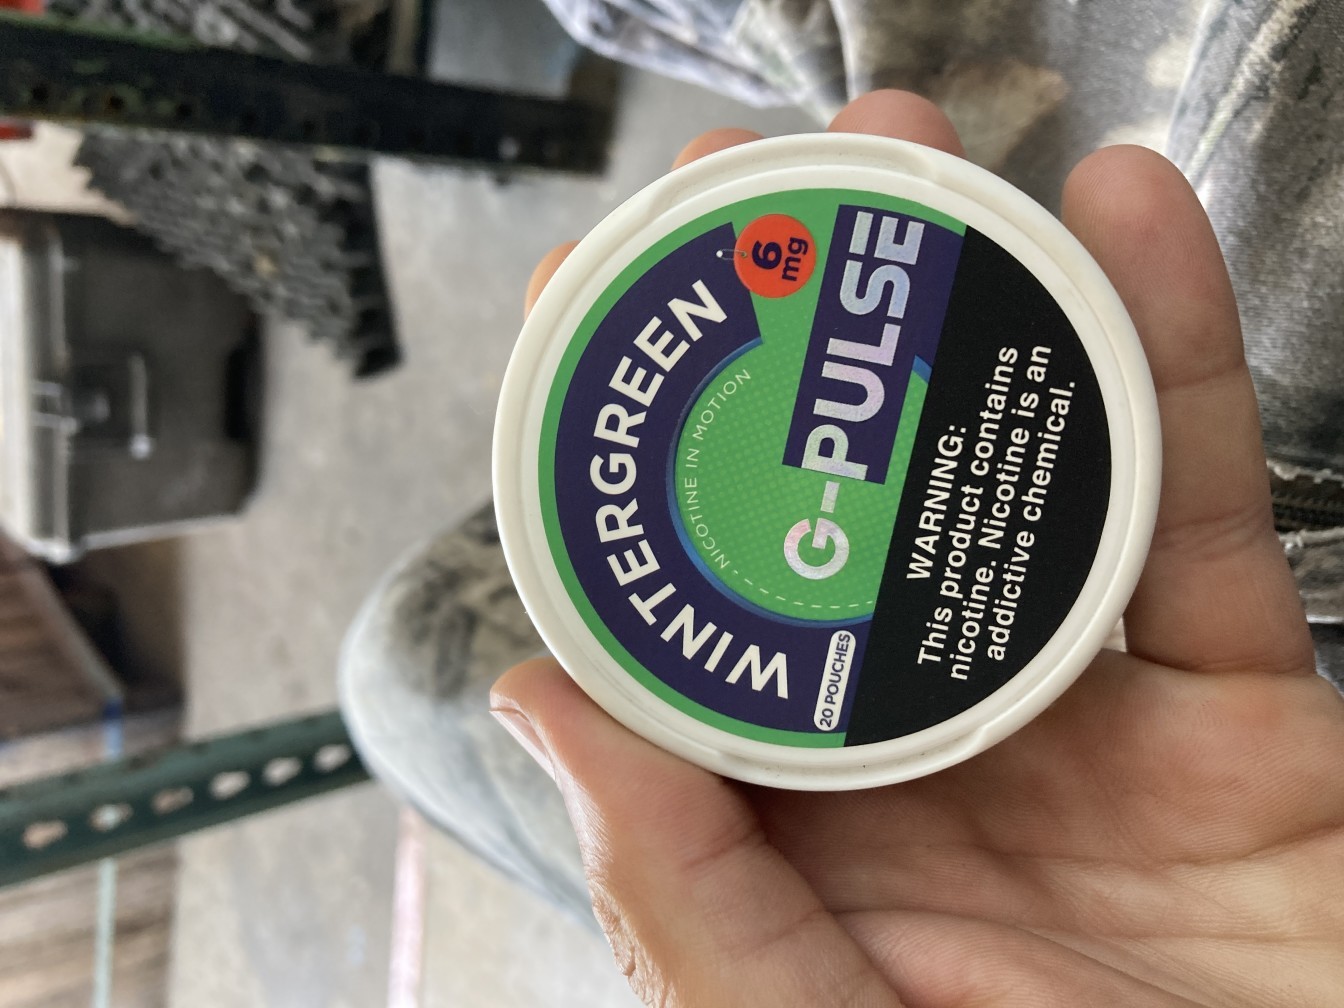 WINTERGREEN
6
mg
NICOTINE IN MOTION
G-PULSE
20 POUCHES
WARNING:
This product contains
nicotine. Nicotine is an
addictive chemical.